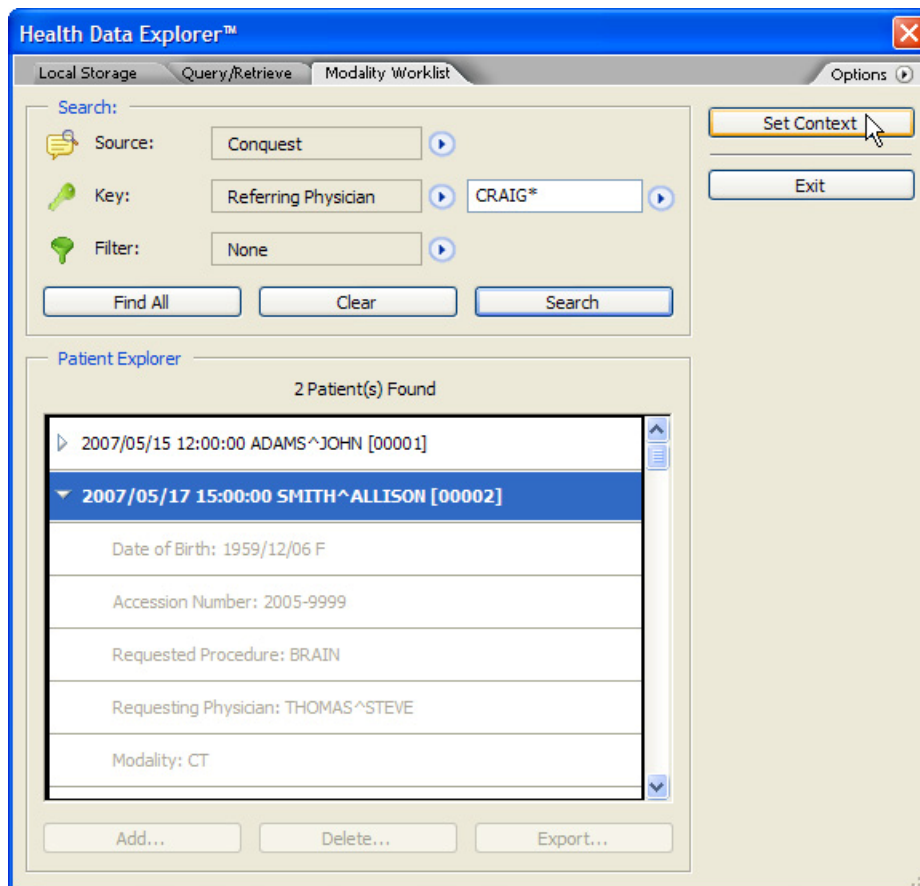 Health Data Explorer™
Local Storage Query/Retrieve Modality Worklist Options
Search:
Source: Conquest
Set Context
Key: Referring Physician CRAIG*
Exit
Filter: None
Find All Clear Search
Patient Explorer
2 Patient(s) Found
2007/05/15 12:00:00 ADAMS^JOHN [00001]
2007/05/17 15:00:00 SMITH^ALLISON [00002]
Date of Birth: 1959/12/06 F
Accession Number: 2005-9999
Requested Procedure: BRAIN
Requesting Physician: THOMAS^STEVE
Modality: CT
Add... Delete... Export...